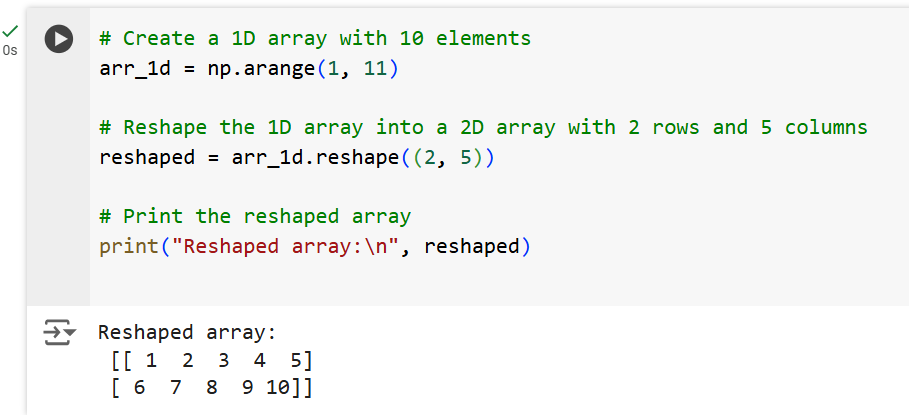 # Create a 1D array with 10 elements
0s
arr_1d = np.arange(1, 11)
# Reshape the 1D array into a 2D array with 2 rows and 5 columns
reshaped = arr_1d.reshape((2, 5))
# Print the reshaped array
print("Reshaped array:\n", reshaped)
Reshaped array:
[[ 1  2  3  4  5]
[ 6  7  8  9 10]]